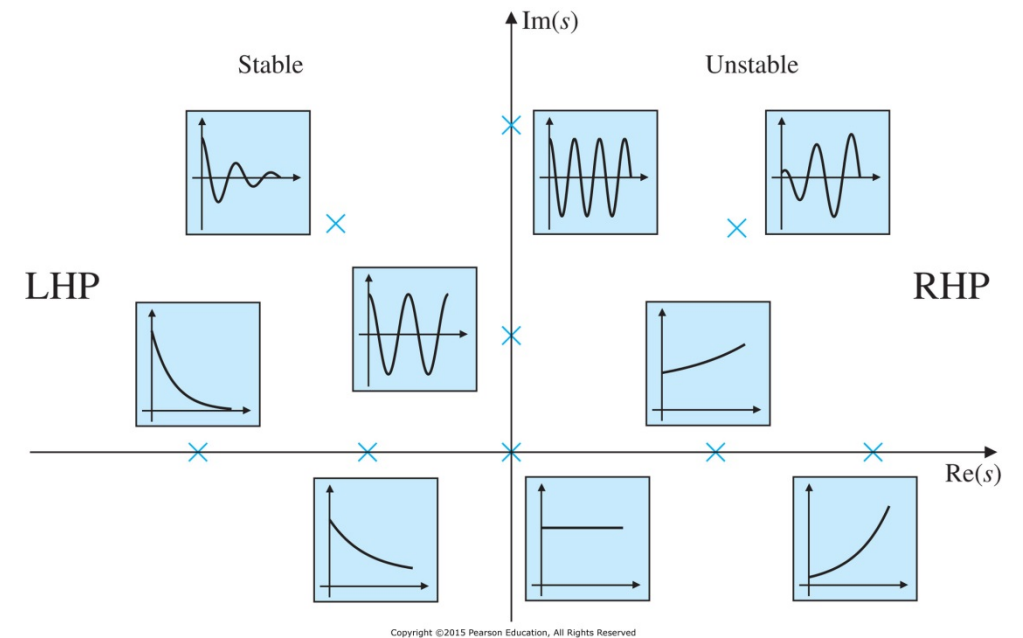 Im(s)
Stable
Unstable
LHP
RHP
Re(s)
Copyright ©2015 Pearson Education, All Rights Reserved